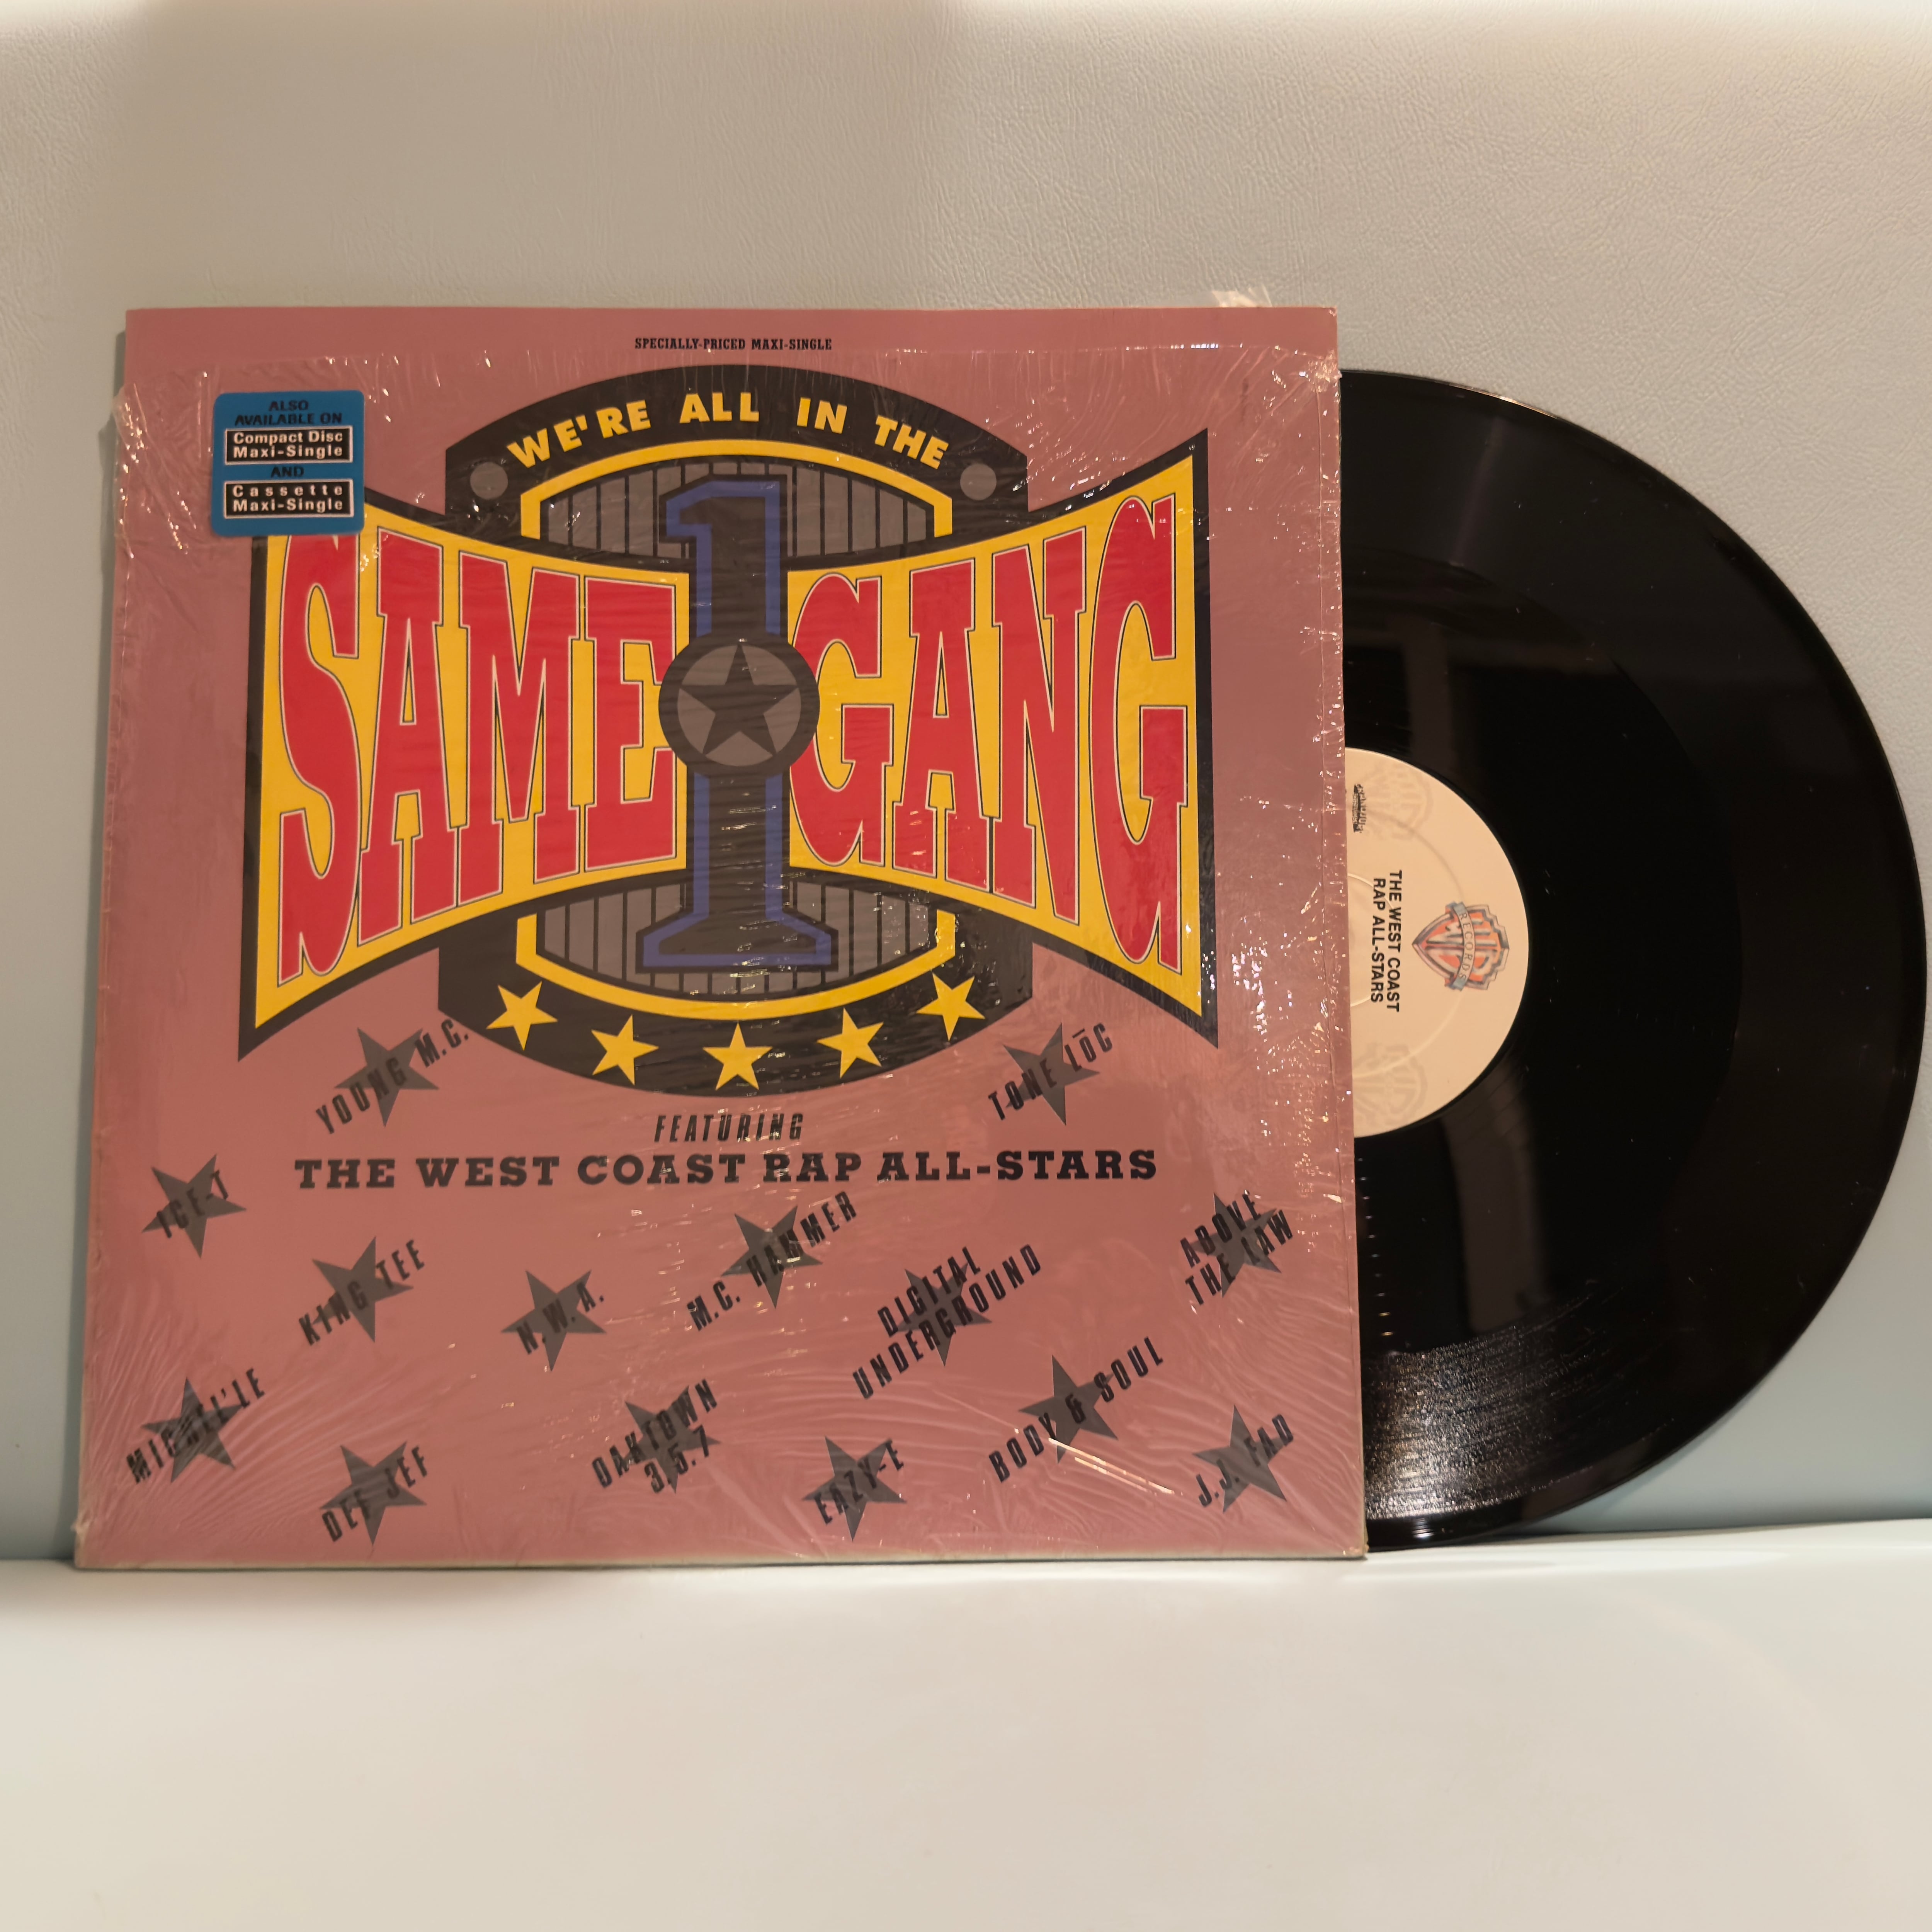 SPECIALLY-PRICED MAXI-SINGLE
ALSO
AVAILABLE ON
Compact Disc
Maxi-Single
AND
Cassette
Maxi-Single
WE'RE ALL IN THE
SAME 1 GANG
YOUNG M.C.
TONE LŌC
FEATURING
THE WEST COAST RAP ALL-STARS
ICE-T
KING TEE
N.W.A.
M.C. HAMMER
DIGITAL
UNDERGROUND
ABOVE
THE LAW
MICHEL'LE
DEF JEF
OAKTOWN
3.5.7
EAZY-E
BODY & SOUL
J.J. FAD
RECORDS
THE WEST COAST
RAP ALL-STARS